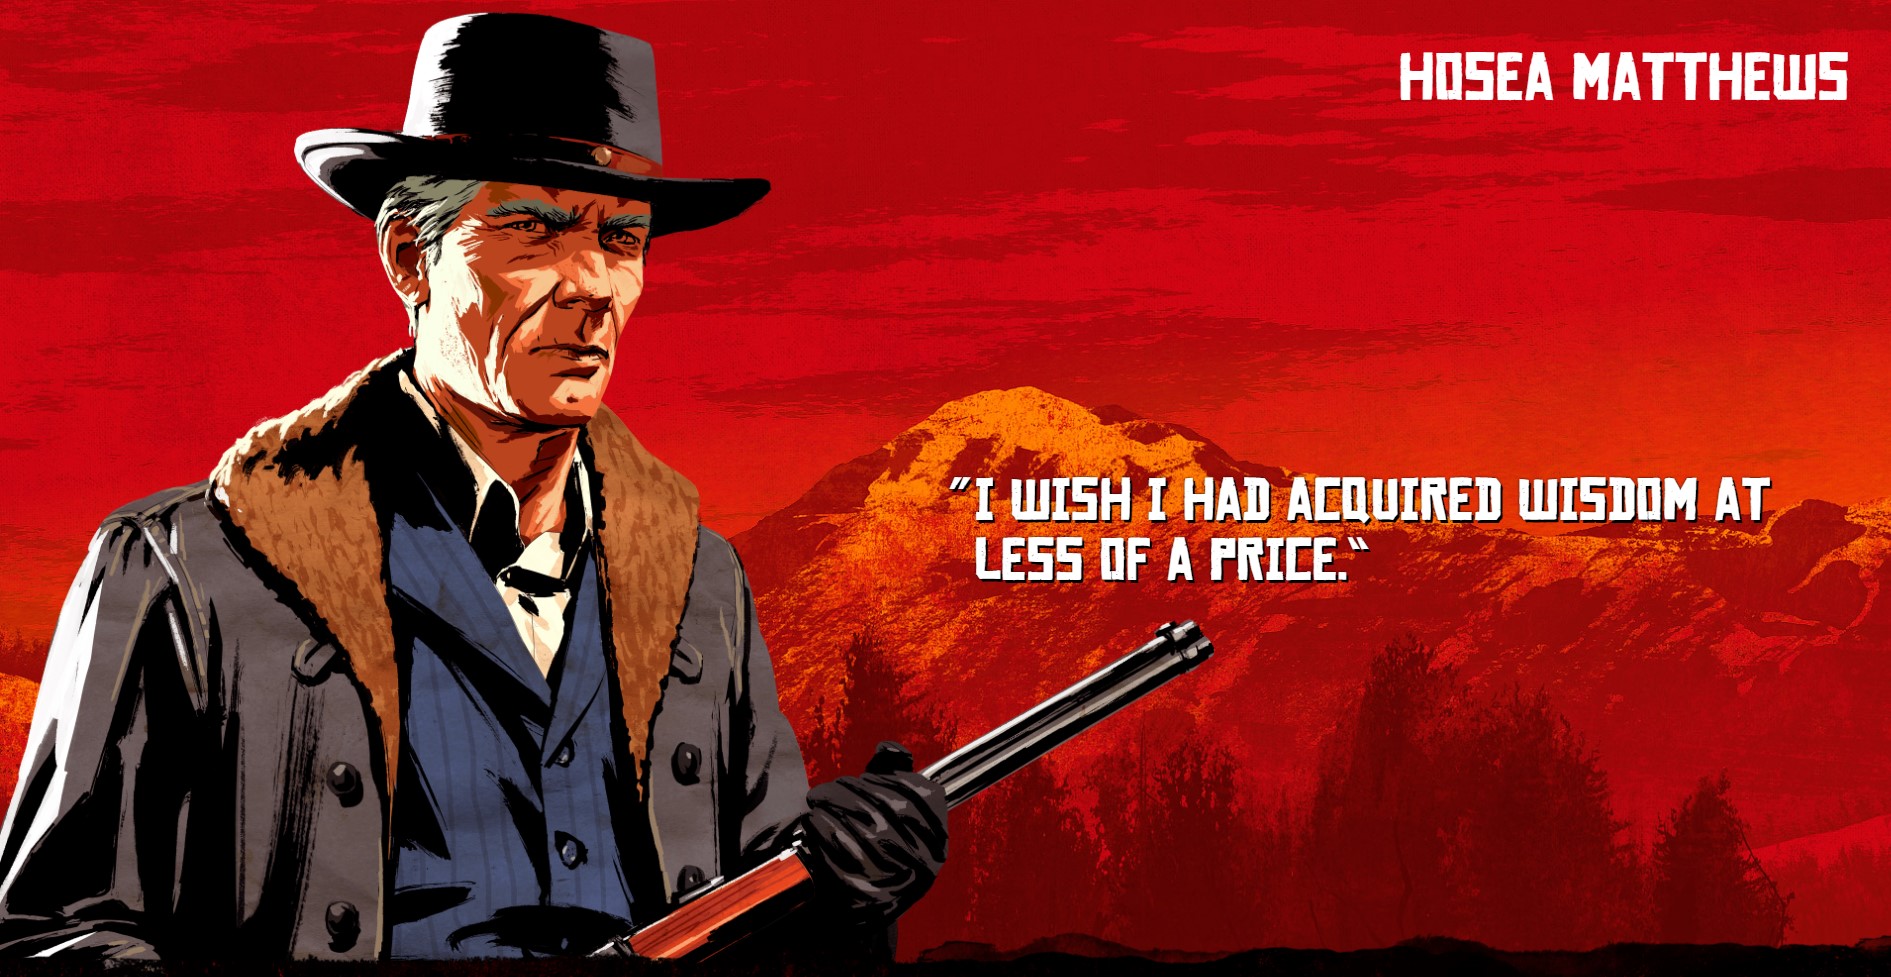 HOSEA MATTHEWS
"I WISH I HAD ACQUIRED WISDOM AT
LESS OF A PRICE."